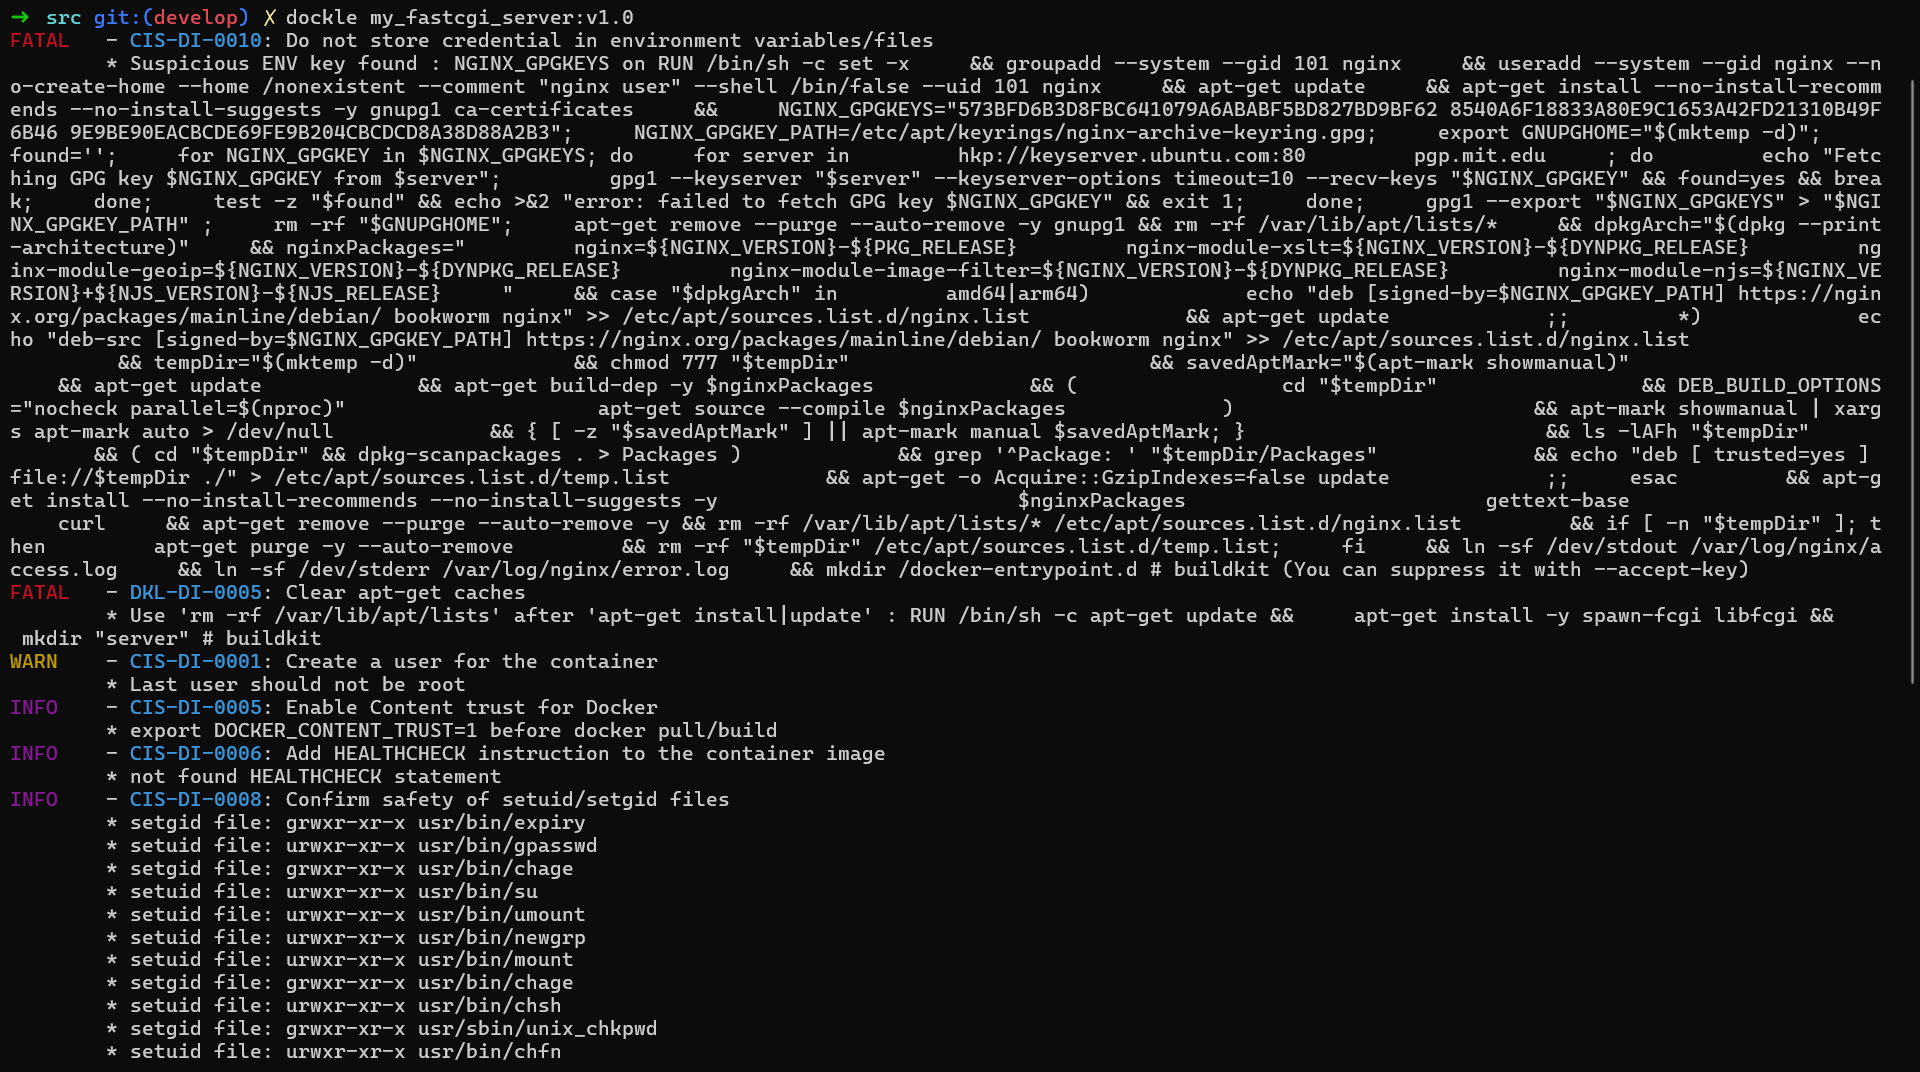 ➜  src git:(develop) ✗ dockle my_fastcgi_server:v1.0
FATAL   - CIS-DI-0010: Do not store credential in environment variables/files
        * Suspicious ENV key found : NGINX_GPGKEYS on RUN /bin/sh -c set -x     && groupadd --system --gid 101 nginx     && useradd --system --gid nginx --n
o-create-home --home /nonexistent --comment "nginx user" --shell /bin/false --uid 101 nginx     && apt-get update     && apt-get install --no-install-recomm
ends --no-install-suggests -y gnupg1 ca-certificates     &&     NGINX_GPGKEYS="573BFD6B3D8FBC641079A6ABABF5BD827BD9BF62 8540A6F18833A80E9C1653A42FD21310B49F
6B46 9E9BE90EACBCDE69FE9B204CBCDCD8A38D88A2B3";     NGINX_GPGKEY_PATH=/etc/apt/keyrings/nginx-archive-keyring.gpg;     export GNUPGHOME="$(mktemp -d)";
found='';     for NGINX_GPGKEY in $NGINX_GPGKEYS; do     for server in         hkp://keyserver.ubuntu.com:80         pgp.mit.edu     ; do         echo "Fetc
hing GPG key $NGINX_GPGKEY from $server";         gpg1 --keyserver "$server" --keyserver-options timeout=10 --recv-keys "$NGINX_GPGKEY" && found=yes && brea
k;     done;     test -z "$found" && echo >&2 "error: failed to fetch GPG key $NGINX_GPGKEY" && exit 1;     done;     gpg1 --export "$NGINX_GPGKEYS" > "$NGI
NX_GPGKEY_PATH" ;     rm -rf "$GNUPGHOME";     apt-get remove --purge --auto-remove -y gnupg1 && rm -rf /var/lib/apt/lists/*     && dpkgArch="$(dpkg --print
-architecture)"     && nginxPackages="         nginx=${NGINX_VERSION}-${PKG_RELEASE}         nginx-module-xslt=${NGINX_VERSION}-${DYNPKG_RELEASE}         ng
inx-module-geoip=${NGINX_VERSION}-${DYNPKG_RELEASE}         nginx-module-image-filter=${NGINX_VERSION}-${DYNPKG_RELEASE}         nginx-module-njs=${NGINX_VE
RSION}+${NJS_VERSION}-${NJS_RELEASE}     "     && case "$dpkgArch" in         amd64|arm64)             echo "deb [signed-by=$NGINX_GPGKEY_PATH] https://ngin
x.org/packages/mainline/debian/ bookworm nginx" >> /etc/apt/sources.list.d/nginx.list             && apt-get update             ;;         *)             ec
ho "deb-src [signed-by=$NGINX_GPGKEY_PATH] https://nginx.org/packages/mainline/debian/ bookworm nginx" >> /etc/apt/sources.list.d/nginx.list
         && tempDir="$(mktemp -d)"             && chmod 777 "$tempDir"                         && savedAptMark="$(apt-mark showmanual)"
    && apt-get update             && apt-get build-dep -y $nginxPackages             && (                 cd "$tempDir"                 && DEB_BUILD_OPTIONS
="nocheck parallel=$(nproc)"                     apt-get source --compile $nginxPackages             )                         && apt-mark showmanual | xarg
s apt-mark auto > /dev/null             && { [ -z "$savedAptMark" ] || apt-mark manual $savedAptMark; }                         && ls -lAFh "$tempDir"
       && ( cd "$tempDir" && dpkg-scanpackages . > Packages )             && grep '^Package: ' "$tempDir/Packages"             && echo "deb [ trusted=yes ]
file://$tempDir ./" > /etc/apt/sources.list.d/temp.list             && apt-get -o Acquire::GzipIndexes=false update             ;;     esac         && apt-g
et install --no-install-recommends --no-install-suggests -y                         $nginxPackages                         gettext-base
    curl     && apt-get remove --purge --auto-remove -y && rm -rf /var/lib/apt/lists/* /etc/apt/sources.list.d/nginx.list         && if [ -n "$tempDir" ]; t
hen         apt-get purge -y --auto-remove         && rm -rf "$tempDir" /etc/apt/sources.list.d/temp.list;     fi     && ln -sf /dev/stdout /var/log/nginx/a
ccess.log     && ln -sf /dev/stderr /var/log/nginx/error.log     && mkdir /docker-entrypoint.d # buildkit (You can suppress it with --accept-key)
FATAL   - DKL-DI-0005: Clear apt-get caches
        * Use 'rm -rf /var/lib/apt/lists' after 'apt-get install|update' : RUN /bin/sh -c apt-get update &&     apt-get install -y spawn-fcgi libfcgi &&
 mkdir "server" # buildkit
WARN    - CIS-DI-0001: Create a user for the container
        * Last user should not be root
INFO    - CIS-DI-0005: Enable Content trust for Docker
        * export DOCKER_CONTENT_TRUST=1 before docker pull/build
INFO    - CIS-DI-0006: Add HEALTHCHECK instruction to the container image
        * not found HEALTHCHECK statement
INFO    - CIS-DI-0008: Confirm safety of setuid/setgid files
        * setgid file: grwxr-xr-x usr/bin/expiry
        * setuid file: urwxr-xr-x usr/bin/gpasswd
        * setgid file: grwxr-xr-x usr/bin/chage
        * setuid file: urwxr-xr-x usr/bin/su
        * setuid file: urwxr-xr-x usr/bin/umount
        * setuid file: urwxr-xr-x usr/bin/newgrp
        * setuid file: urwxr-xr-x usr/bin/mount
        * setgid file: grwxr-xr-x usr/bin/chage
        * setuid file: urwxr-xr-x usr/bin/chsh
        * setgid file: grwxr-xr-x usr/sbin/unix_chkpwd
        * setuid file: urwxr-xr-x usr/bin/chfn